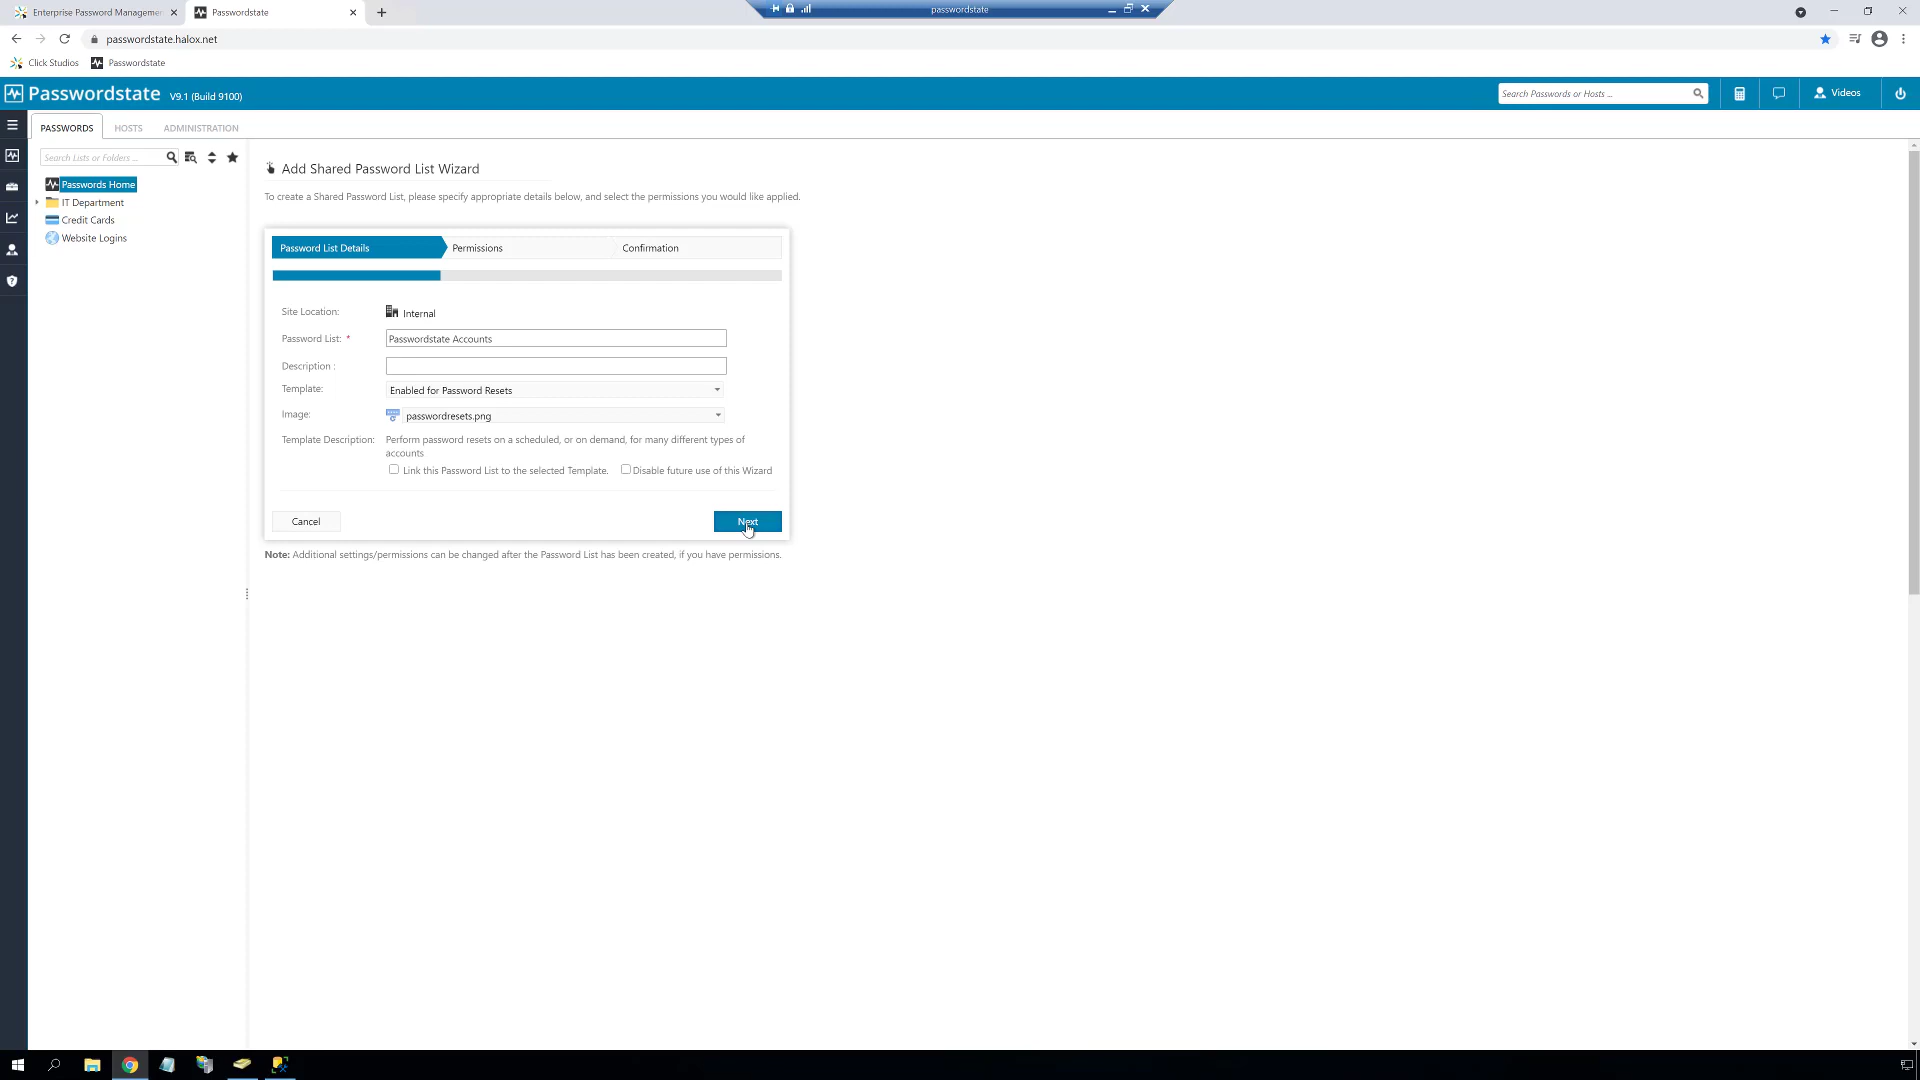 Enterprise Password Managemen
Passwordstate
passwordstate
passwordstate.halox.net
Click Studios
Passwordstate
Passwordstate V9.1 (Build 9100)
Search Passwords or Hosts ...
Videos
PASSWORDS
HOSTS
ADMINISTRATION
Search Lists or Folders ...
Passwords Home
IT Department
Credit Cards
Website Logins
Add Shared Password List Wizard
To create a Shared Password List, please specify appropriate details below, and select the permissions you would like applied.
Password List Details
Permissions
Confirmation
Site Location:
Internal
Password List: *
Passwordstate Accounts
Description :
Template:
Enabled for Password Resets
Image:
passwordresets.png
Template Description:
Perform password resets on a scheduled, or on demand, for many different types of
accounts
Link this Password List to the selected Template.
Disable future use of this Wizard
Cancel
Next
Note: Additional settings/permissions can be changed after the Password List has been created, if you have permissions.